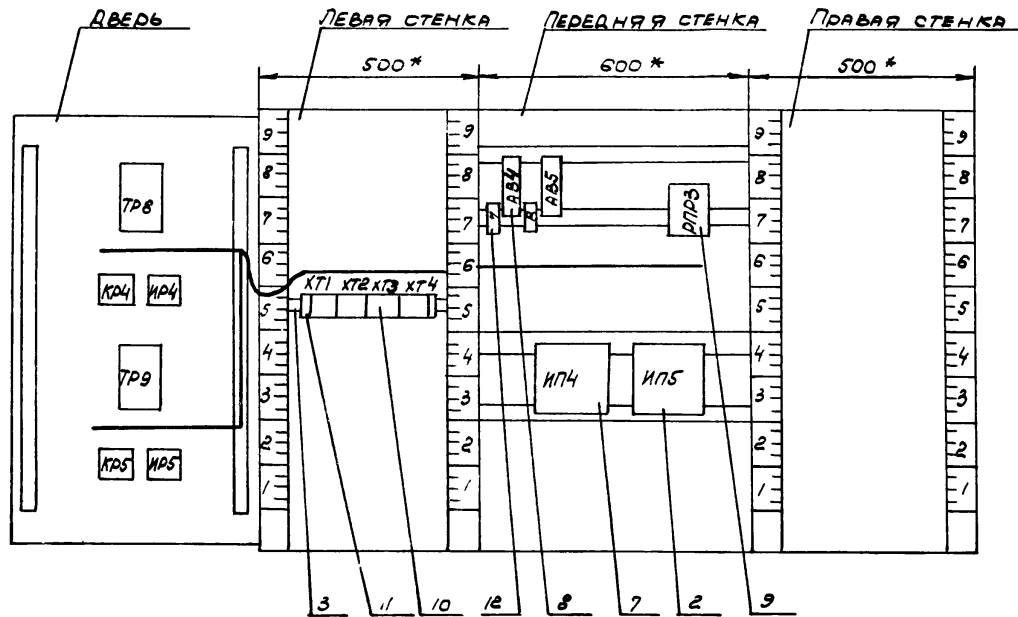 ДВЕРЬ
ЛЕВАЯ СТЕНКА
ПЕРЕДНЯЯ СТЕНКА
ПРАВАЯ СТЕНКА
500*
600*
500*
9 9 9 9
8 8 8 8
7 7 7 7
6 6 6 6
5 5 5 5
4 4 4 4
3 3 3 3
2 2 2 2
1 1 1 1
ТР8
КР4 ИР4
ТР9
КР5 ИР5
ХТ1 ХТ2 ХТ3 ХТ4
АВ4
АВ5
РПР3
ИП4
ИП5
3 11 10 12 8 7 2 9